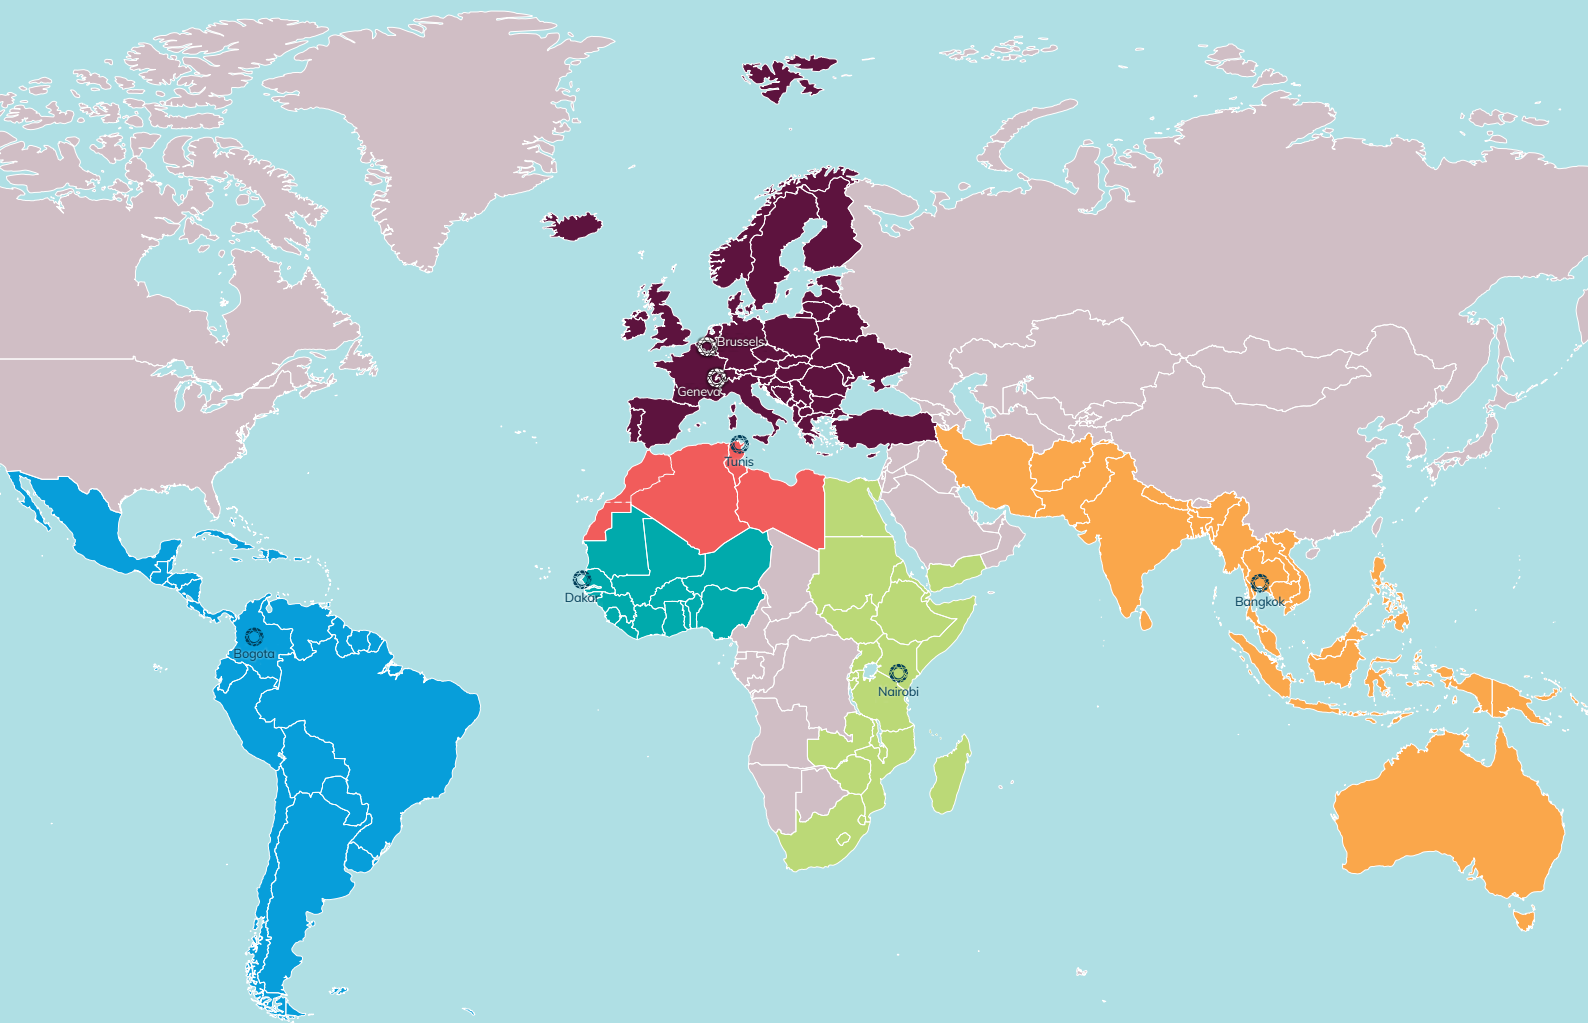 Brussels
Geneva
Tunis
Dakar
Bangkok
Bogota
Nairobi